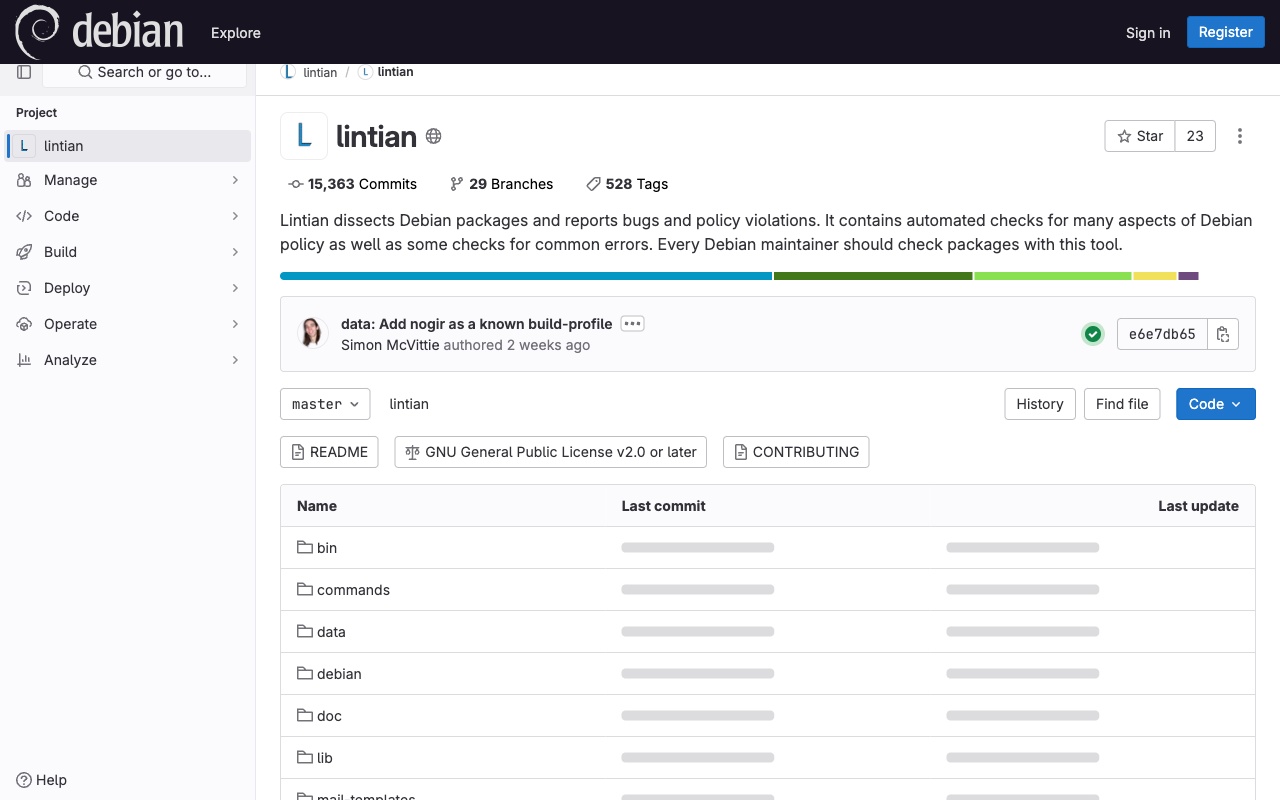 debian
Explore
Sign in
Register
Search or go to...
lintian / L lintian
Project
L lintian
Manage
Code
Build
Deploy
Operate
Analyze
Help
L
lintian
Star 23
15,363 Commits 29 Branches 528 Tags
Lintian dissects Debian packages and reports bugs and policy violations. It contains automated checks for many aspects of Debian
policy as well as some checks for common errors. Every Debian maintainer should check packages with this tool.
data: Add nogir as a known build-profile
Simon McVittie authored 2 weeks ago
e6e7db65
master lintian History Find file Code
README GNU General Public License v2.0 or later CONTRIBUTING
Name Last commit Last update
bin
commands
data
debian
doc
lib
mail-templates